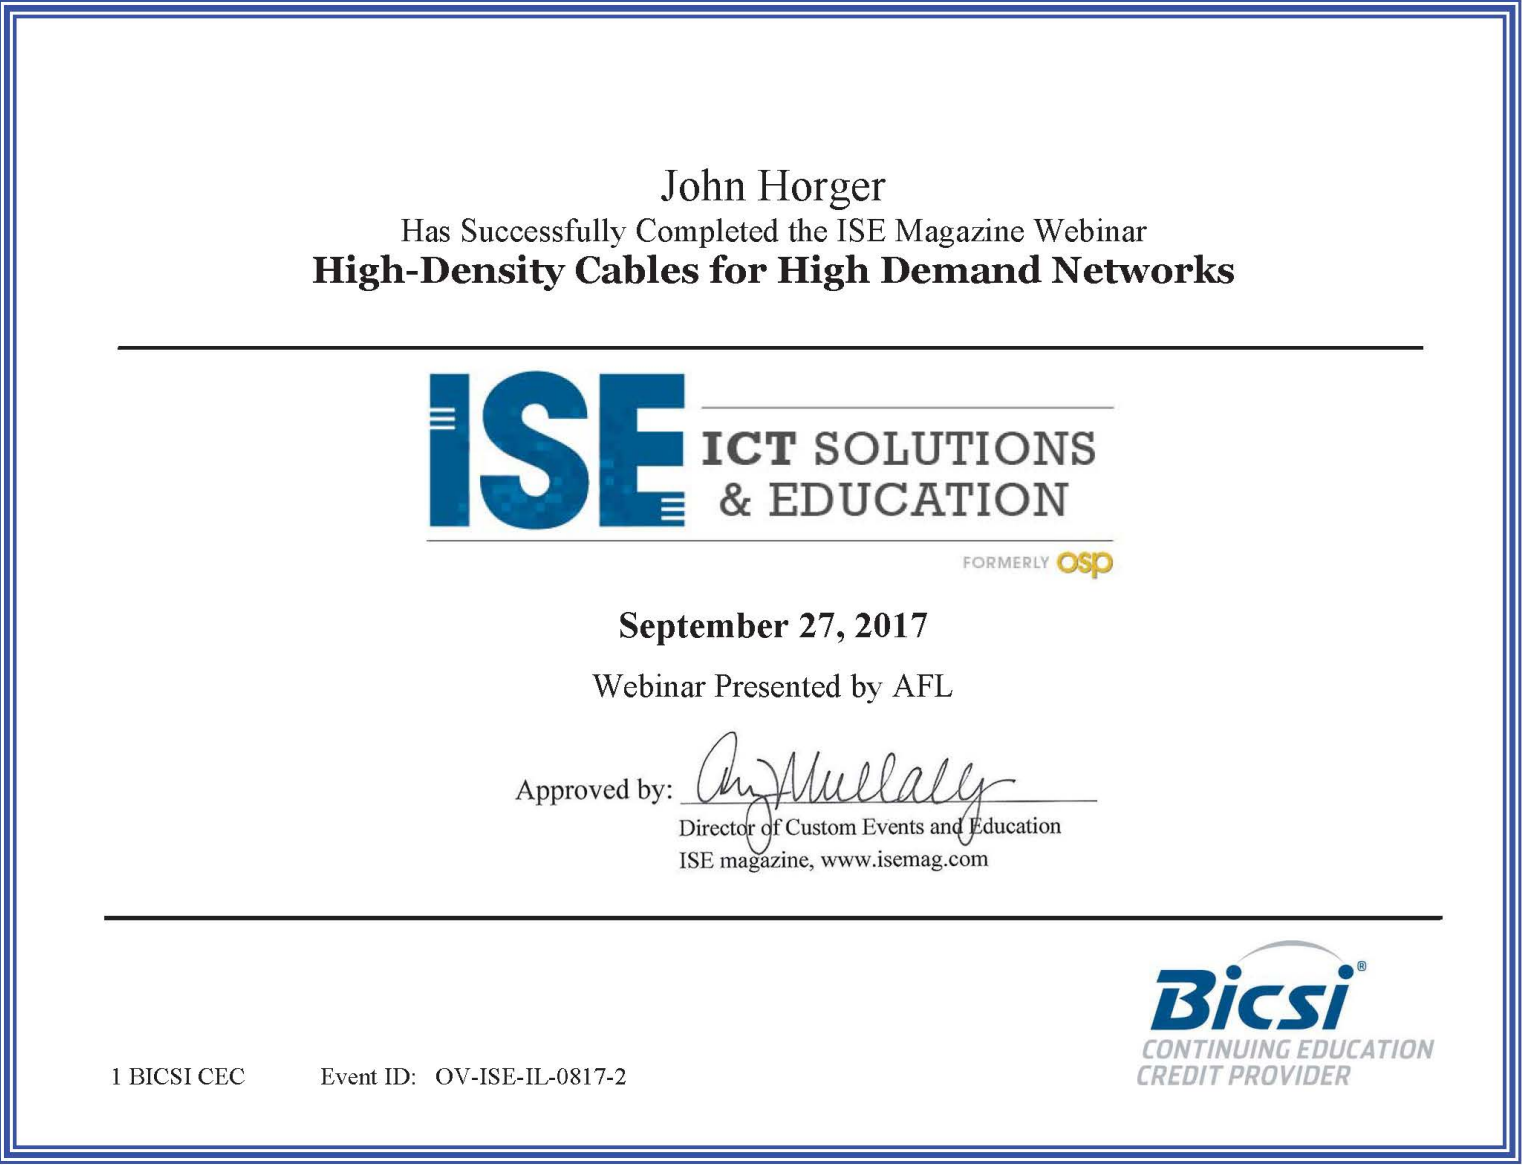 John Horger
Has Successfully Completed the ISE Magazine Webinar
High-Density Cables for High Demand Networks
ISE
ICT SOLUTIONS
& EDUCATION
FORMERLY OSP
September 27, 2017
Webinar Presented by AFL
Approved by: Amy Mullally
Director of Custom Events and Education
ISE magazine, www.isemag.com
Bicsi®
CONTINUING EDUCATION
CREDIT PROVIDER
1 BICSI CEC Event ID: OV-ISE-IL-0817-2